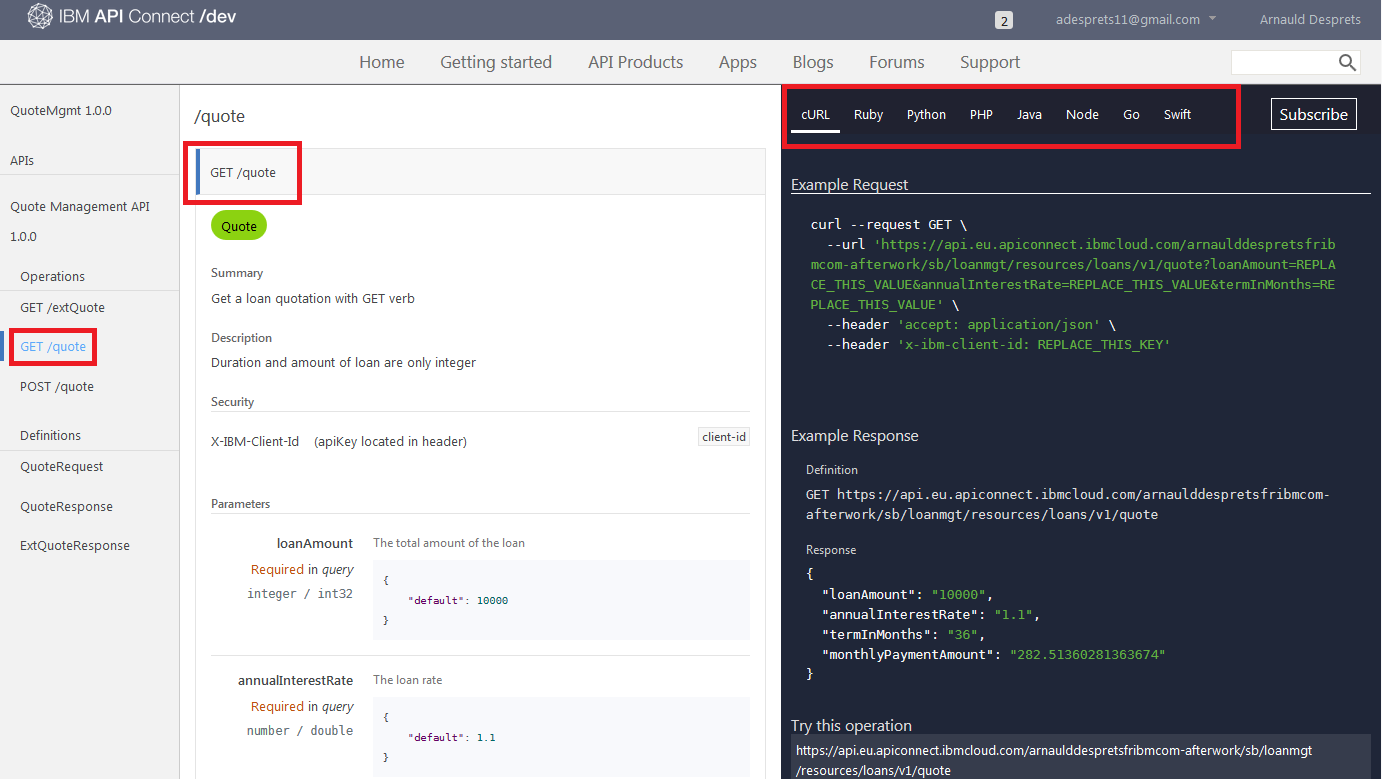 IBM API Connect /dev
2
adesprets11@gmail.com
Arnauld Desprets
Home
Getting started
API Products
Apps
Blogs
Forums
Support
QuoteMgmt 1.0.0
APIs
Quote Management API
1.0.0
Operations
GET /extQuote
GET /quote
POST /quote
Definitions
QuoteRequest
QuoteResponse
ExtQuoteResponse
/quote
GET /quote
Quote
Summary
Get a loan quotation with GET verb
Description
Duration and amount of loan are only integer
Security
X-IBM-Client-Id (apiKey located in header)
client-id
Parameters
loanAmount
The total amount of the loan
Required in query
integer / int32
{
"default": 10000
}
annualInterestRate
The loan rate
Required in query
number / double
{
"default": 1.1
}
cURL
Ruby
Python
PHP
Java
Node
Go
Swift
Subscribe
Example Request
curl --request GET \
--url 'https://api.eu.apiconnect.ibmcloud.com/arnaulddespretsfrib
mcom-afterwork/sb/loanmgt/resources/loans/v1/quote?loanAmount=REPLA
CE_THIS_VALUE&annualInterestRate=REPLACE_THIS_VALUE&termInMonths=RE
PLACE_THIS_VALUE' \
--header 'accept: application/json' \
--header 'x-ibm-client-id: REPLACE_THIS_KEY'
Example Response
Definition
GET https://api.eu.apiconnect.ibmcloud.com/arnaulddespretsfribmcom-
afterwork/sb/loanmgt/resources/loans/v1/quote
Response
{
"loanAmount": "10000",
"annualInterestRate": "1.1",
"termInMonths": "36",
"monthlyPaymentAmount": "282.51360281363674"
}
Try this operation
https://api.eu.apiconnect.ibmcloud.com/arnaulddespretsfribmcom-afterwork/sb/loanmgt
/resources/loans/v1/quote